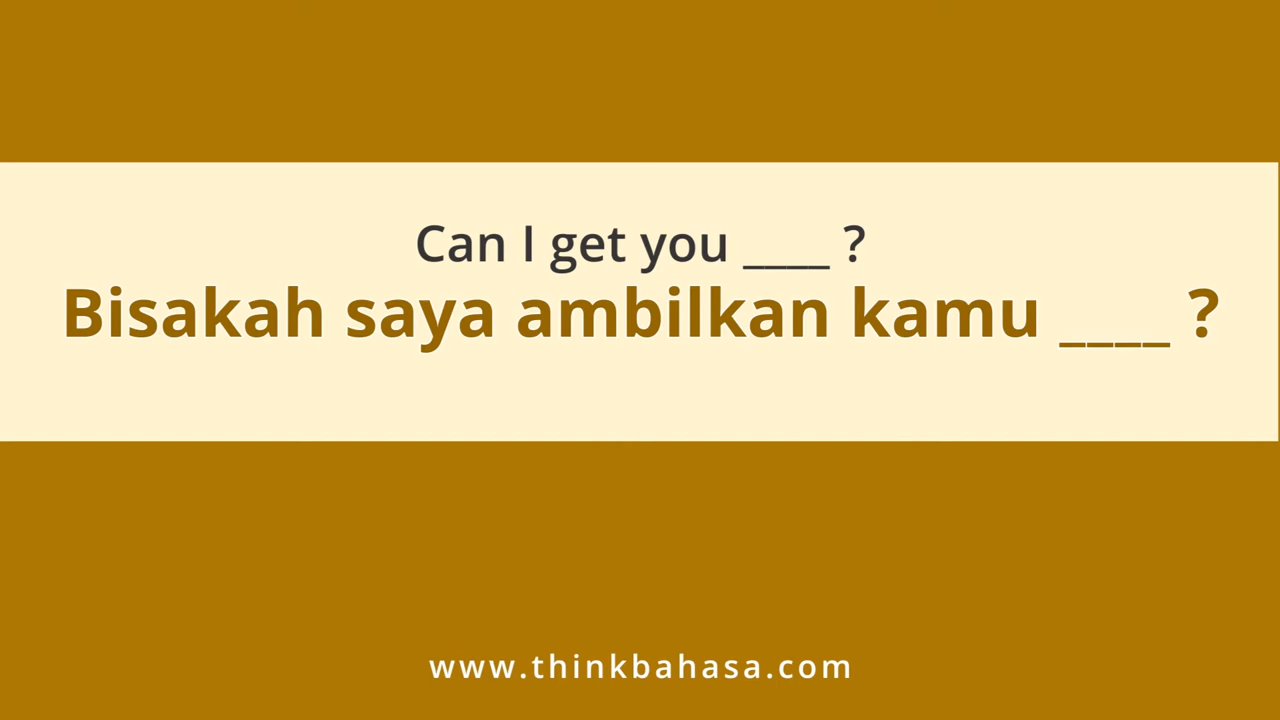 Can I get you ____ ?
Bisakah saya ambilkan kamu ____ ?
www.thinkbahasa.com